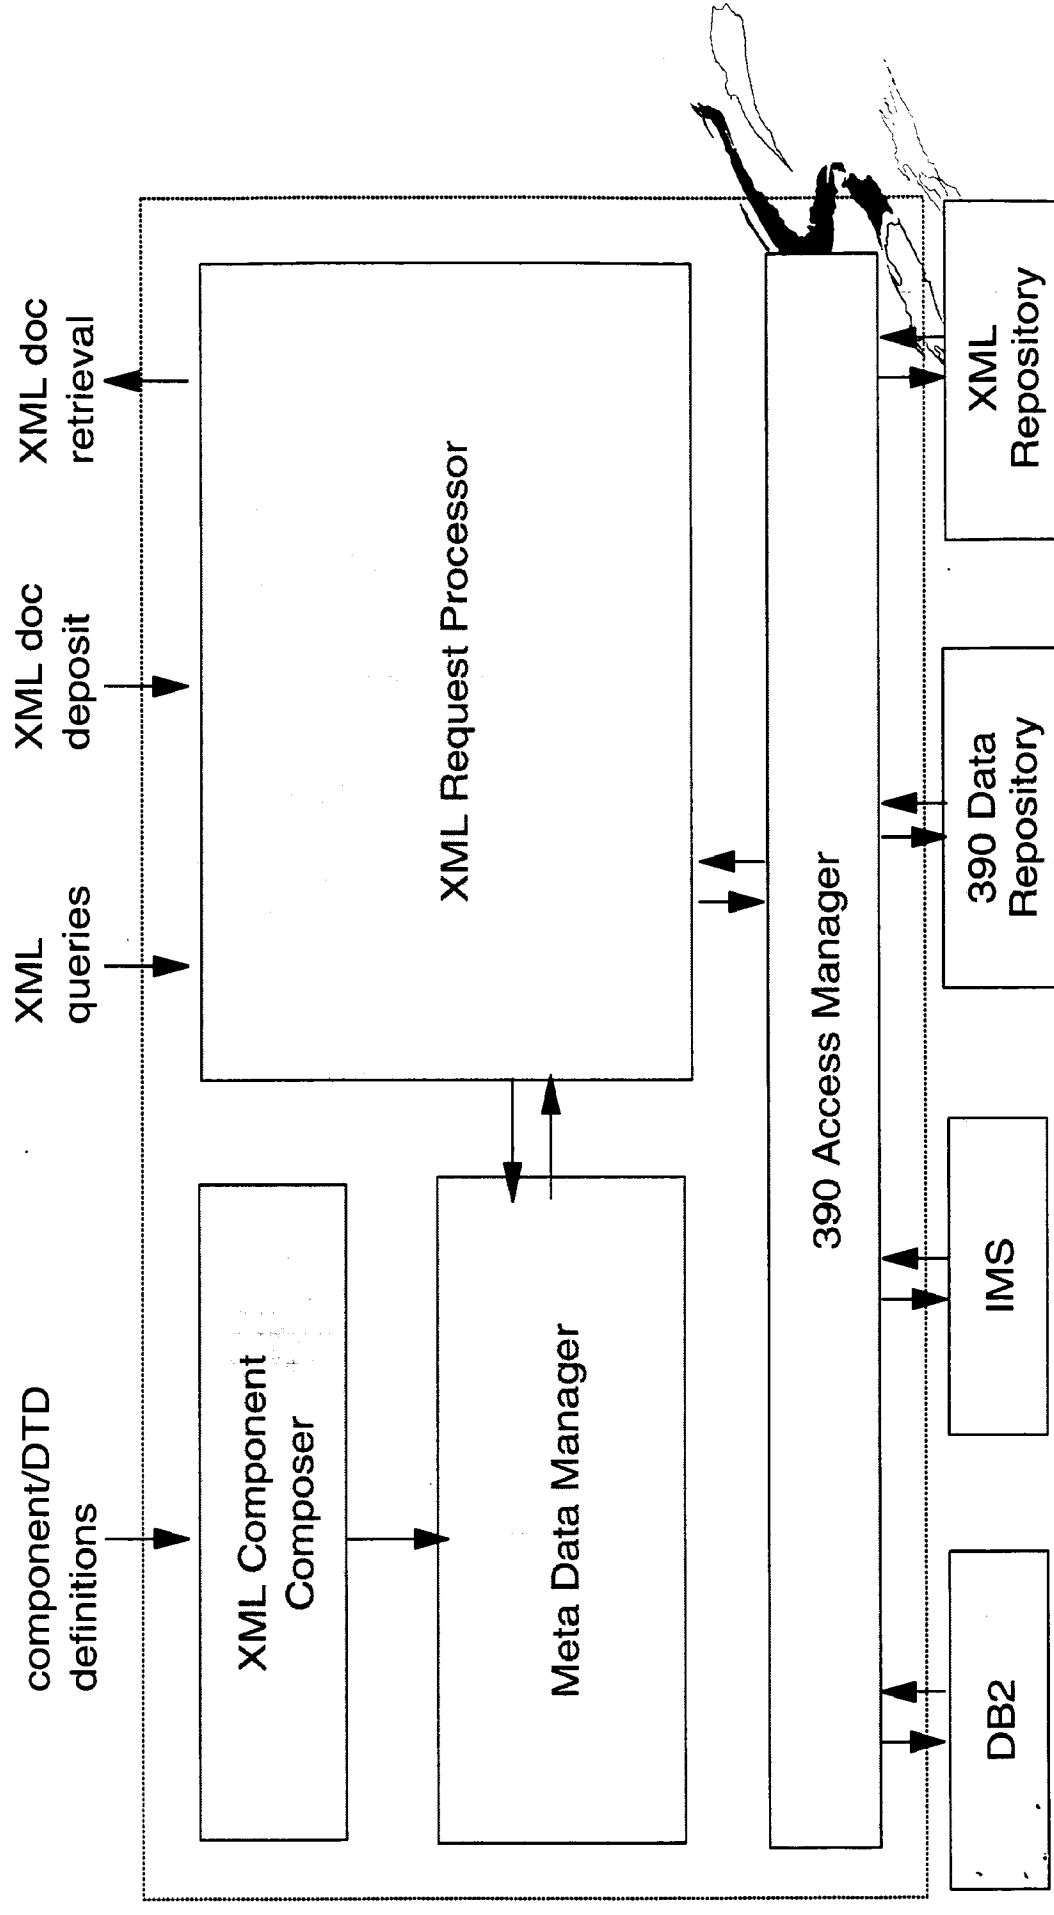 component/DTD
definitions
XML
queries
XML doc
deposit
XML doc
retrieval
XML Component
Composer
XML Request Processor
Meta Data Manager
390 Access Manager
DB2
IMS
390 Data
Repository
XML
Repository